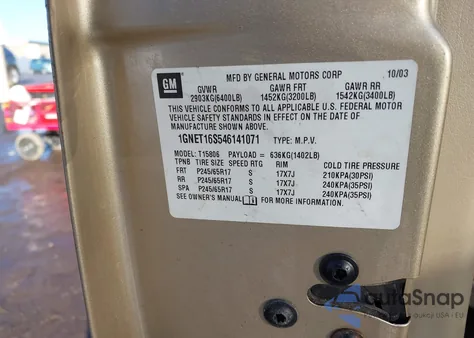 GM
MFD BY GENERAL MOTORS CORP 10/03
GVWR GAWR FRT GAWR RR
2903KG(6400LB) 1452KG(3200LB) 1542KG(3400LB)
THIS VEHICLE CONFORMS TO ALL APPLICABLE U.S. FEDERAL MOTOR
VEHICLE SAFETY STANDARDS IN EFFECT ON THE DATE OF
MANUFACTURE SHOWN ABOVE.
1GNET16S546141071 TYPE: M.P.V.
MODEL: T15806 PAYLOAD = 636KG(1402LB)
TPNB TIRE SIZE SPEED RTG RIM COLD TIRE PRESSURE
FRT P245/65R17 S 17X7J 210KPA(30PSI)
RR P245/65R17 S 17X7J 240KPA(35PSI)
SP P245/65R17 S 17X7J 240KPA(35PSI)
SEE OWNER'S MANUAL FOR MORE INFORMATION.
AutoSnap
USA - EU